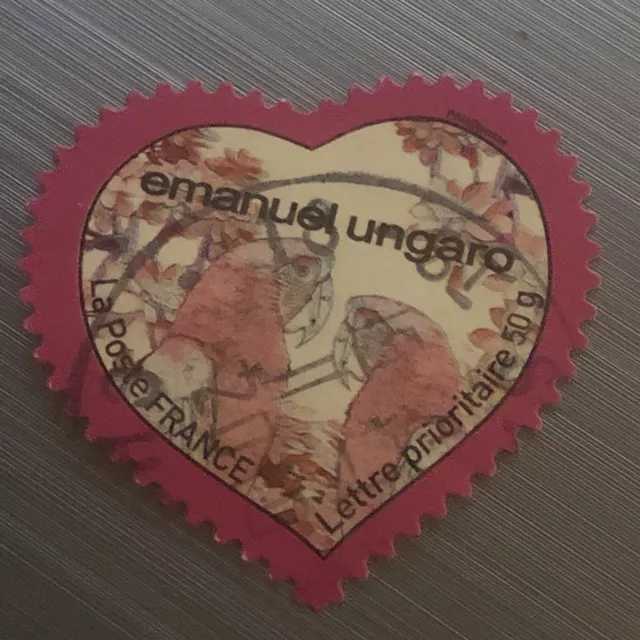 emanuel ungaro
La Poste FRANCE
Lettre prioritaire 50 g